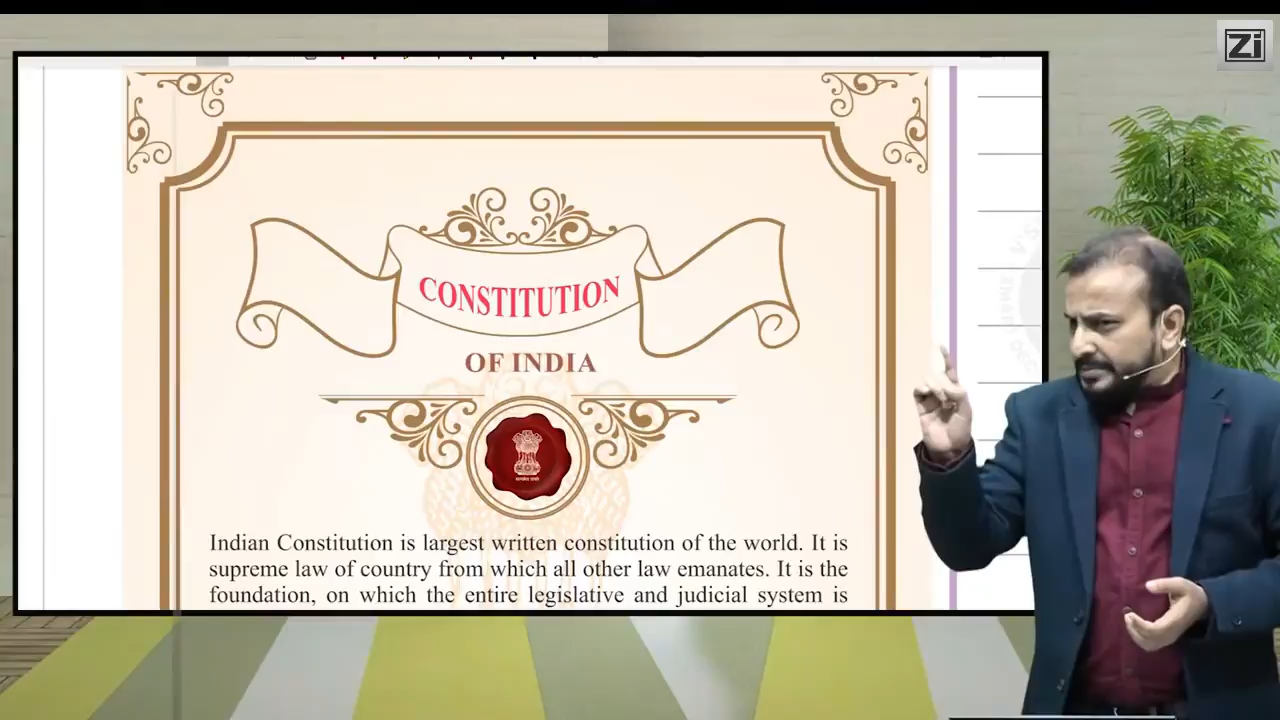 Zi
CONSTITUTION
OF INDIA
Indian Constitution is largest written constitution of the world. It is
supreme law of country from which all other law emanates. It is the
foundation, on which the entire legislative and judicial system is